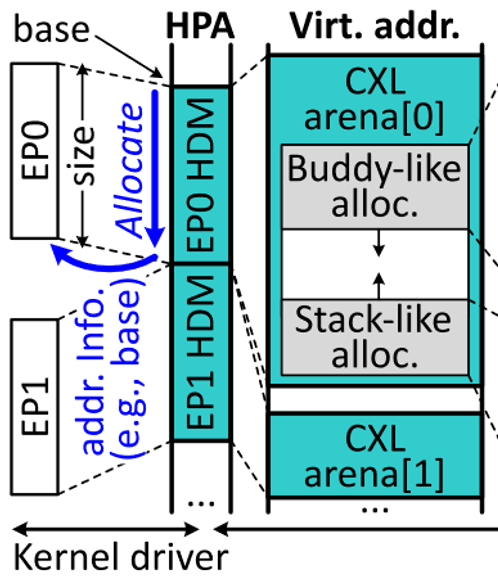 base
HPA
Virt. addr.
EP0
size
Allocate
EP0 HDM
CXL
arena[0]
Buddy-like
alloc.
Stack-like
alloc.
EP1
addr. Info.
(e.g., base)
EP1 HDM
CXL
arena[1]
...
...
Kernel driver